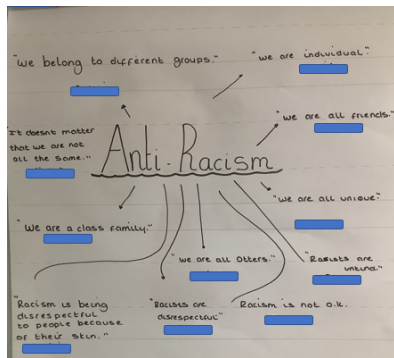 "We belong to different groups."
"We are individual."
"We are all friends."
"It doesnt matter
that we are not
all the same."
Anti-Racism
"We are all unique"
"We are a class family."
"We are all Otters."
"Racists are
unkind."
"Racism is being
disrespectful
to people because
of their skin."
"Racists are
disrespectful"
Racism is not o.k.